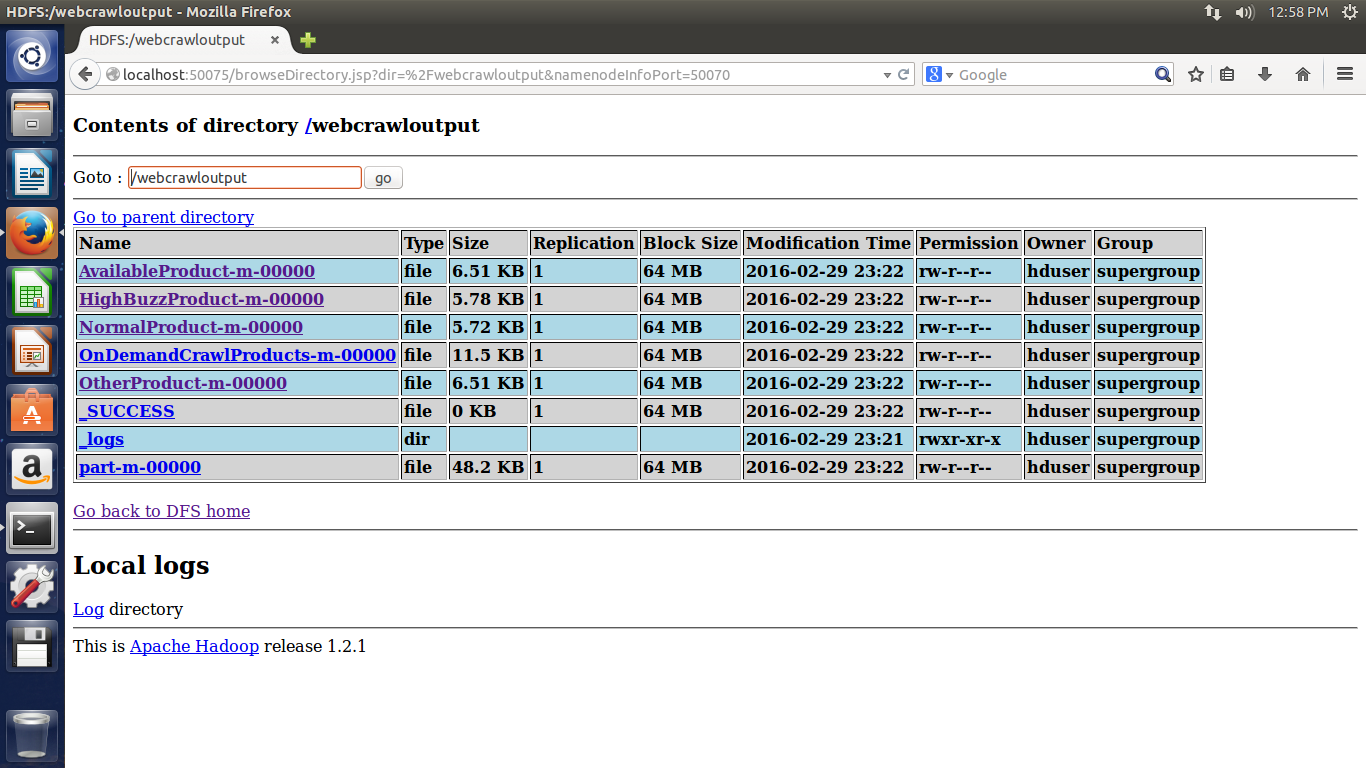 HDFS:/webcrawloutput - Mozilla Firefox 12:58 PM
HDFS:/webcrawloutput
localhost:50075/browseDirectory.jsp?dir=%2Fwebcrawloutput&namenodeInfoPort=50070 Google
Contents of directory /webcrawloutput
Goto : /webcrawloutput go
Go to parent directory
Name Type Size Replication Block Size Modification Time Permission Owner Group
AvailableProduct-m-00000 file 6.51 KB 1 64 MB 2016-02-29 23:22 rw-r--r-- hduser supergroup
HighBuzzProduct-m-00000 file 5.78 KB 1 64 MB 2016-02-29 23:22 rw-r--r-- hduser supergroup
NormalProduct-m-00000 file 5.72 KB 1 64 MB 2016-02-29 23:22 rw-r--r-- hduser supergroup
OnDemandCrawlProducts-m-00000 file 11.5 KB 1 64 MB 2016-02-29 23:22 rw-r--r-- hduser supergroup
OtherProduct-m-00000 file 6.51 KB 1 64 MB 2016-02-29 23:22 rw-r--r-- hduser supergroup
_SUCCESS file 0 KB 1 64 MB 2016-02-29 23:22 rw-r--r-- hduser supergroup
_logs dir 2016-02-29 23:21 rwxr-xr-x hduser supergroup
part-m-00000 file 48.2 KB 1 64 MB 2016-02-29 23:22 rw-r--r-- hduser supergroup
Go back to DFS home
Local logs
Log directory
This is Apache Hadoop release 1.2.1